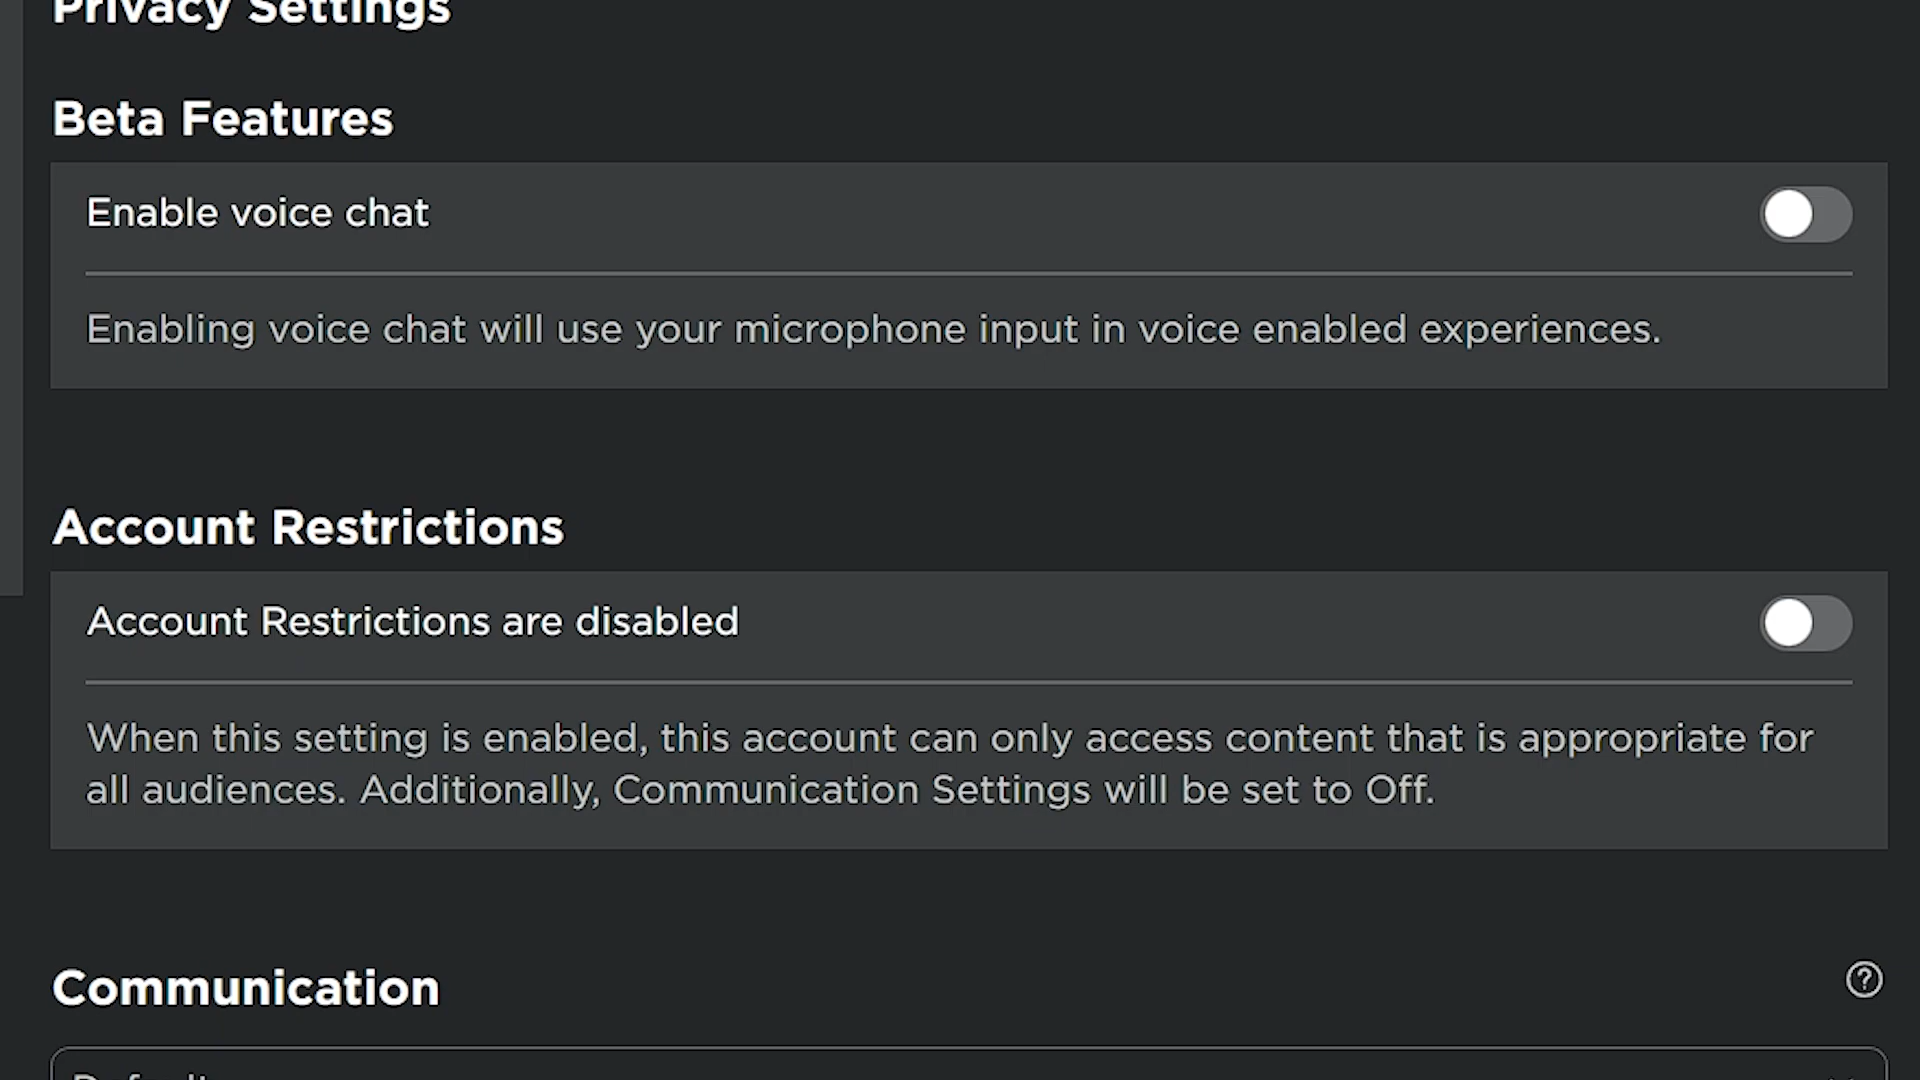 Privacy Settings
Beta Features
Enable voice chat
Enabling voice chat will use your microphone input in voice enabled experiences.
Account Restrictions
Account Restrictions are disabled
When this setting is enabled, this account can only access content that is appropriate for
all audiences. Additionally, Communication Settings will be set to Off.
Communication